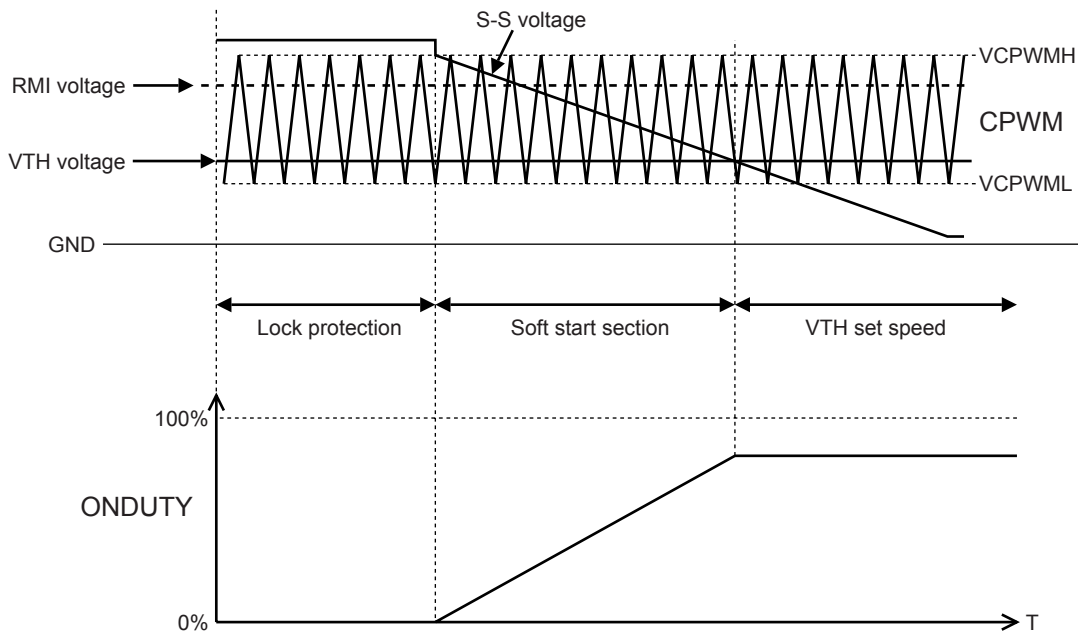 S-S voltage
VCPWMH
RMI voltage
CPWM
VTH voltage
VCPWML
GND
Lock protection
Soft start section
VTH set speed
100%
ONDUTY
0%
T